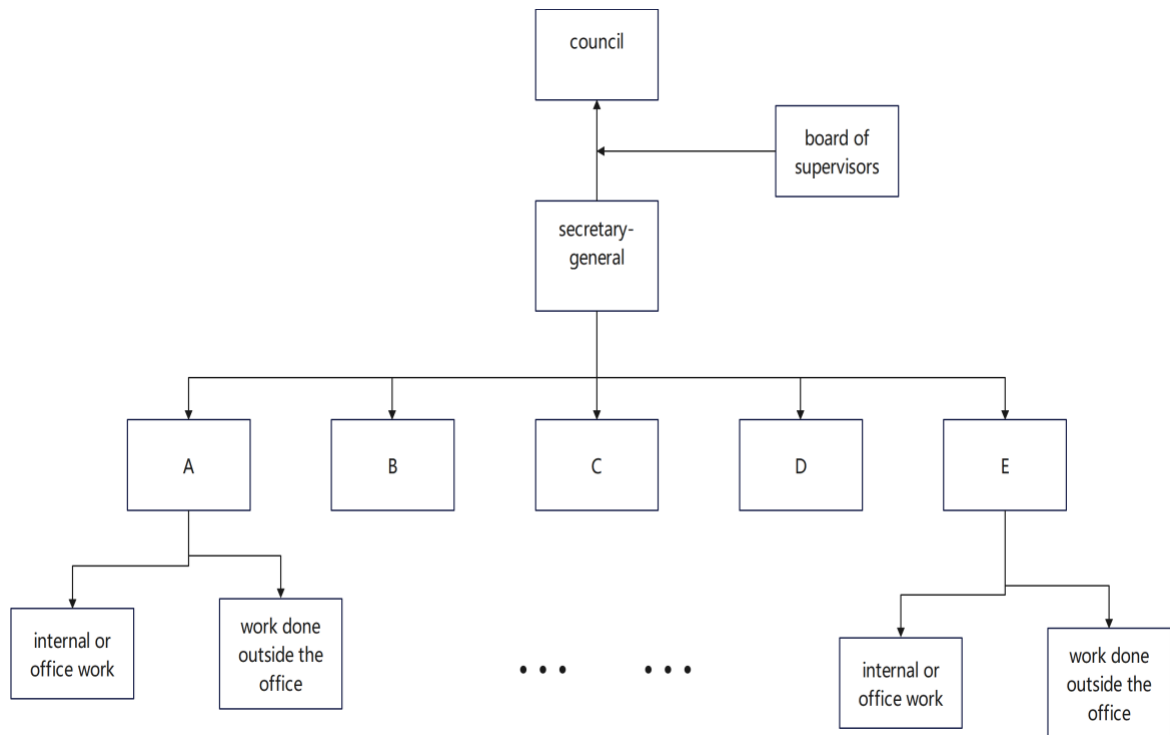 council
board of
supervisors
secretary-
general
A
B
C
D
E
internal or
office work
work done
outside the
office
••• •••
internal or
office work
work done
outside the
office